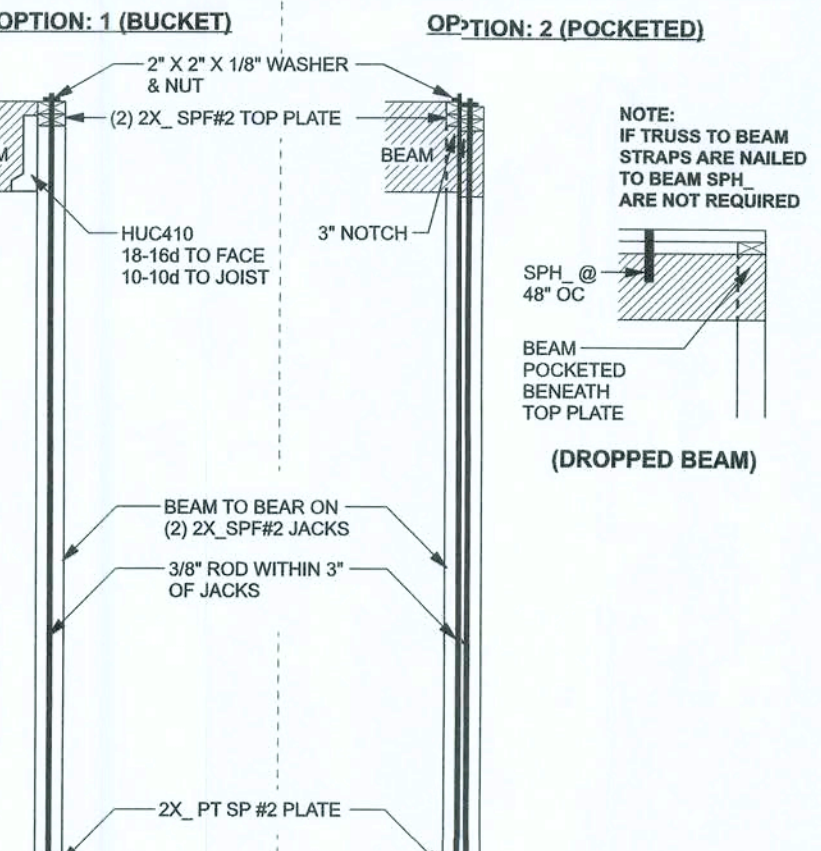 OPTION: 1 (BUCKET)
OPTION: 2 (POCKETED)
2" X 2" X 1/8" WASHER
& NUT
(2) 2X_ SPF#2 TOP PLATE
BEAM
HUC410
18-16d TO FACE
10-10d TO JOIST
3" NOTCH
NOTE:
IF TRUSS TO BEAM
STRAPS ARE NAILED
TO BEAM SPH_
ARE NOT REQUIRED
SPH_ @
48" OC
BEAM
POCKETED
BENEATH
TOP PLATE
(DROPPED BEAM)
BEAM TO BEAR ON
(2) 2X_SPF#2 JACKS
3/8" ROD WITHIN 3"
OF JACKS
2X_ PT SP #2 PLATE